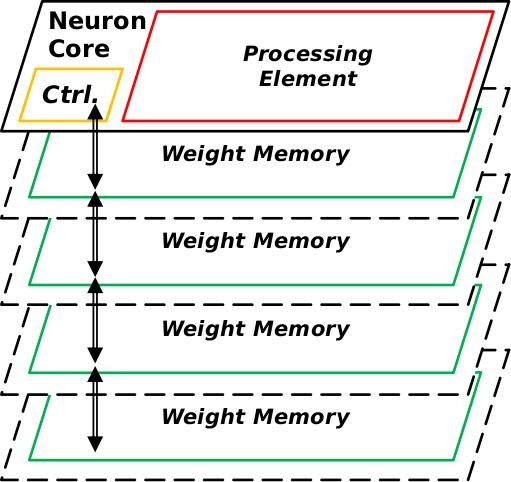 Neuron
Core
Processing
Element
Ctrl.
Weight Memory
Weight Memory
Weight Memory
Weight Memory